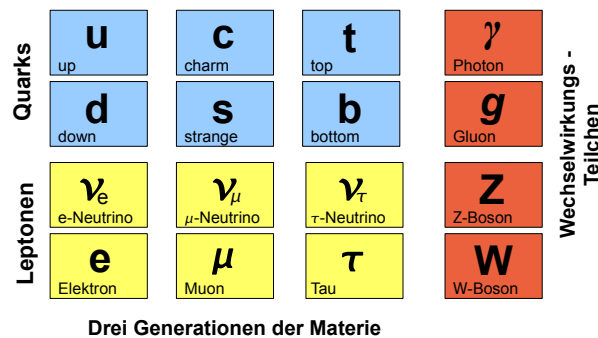 Quarks
u
up
c
charm
t
top
γ
Photon
d
down
s
strange
b
bottom
g
Gluon
Leptonen
νe
e-Neutrino
νμ
μ-Neutrino
ντ
τ-Neutrino
Z
Z-Boson
e
Elektron
μ
Muon
τ
Tau
W
W-Boson
Wechselwirkungs -
Teilchen
Drei Generationen der Materie